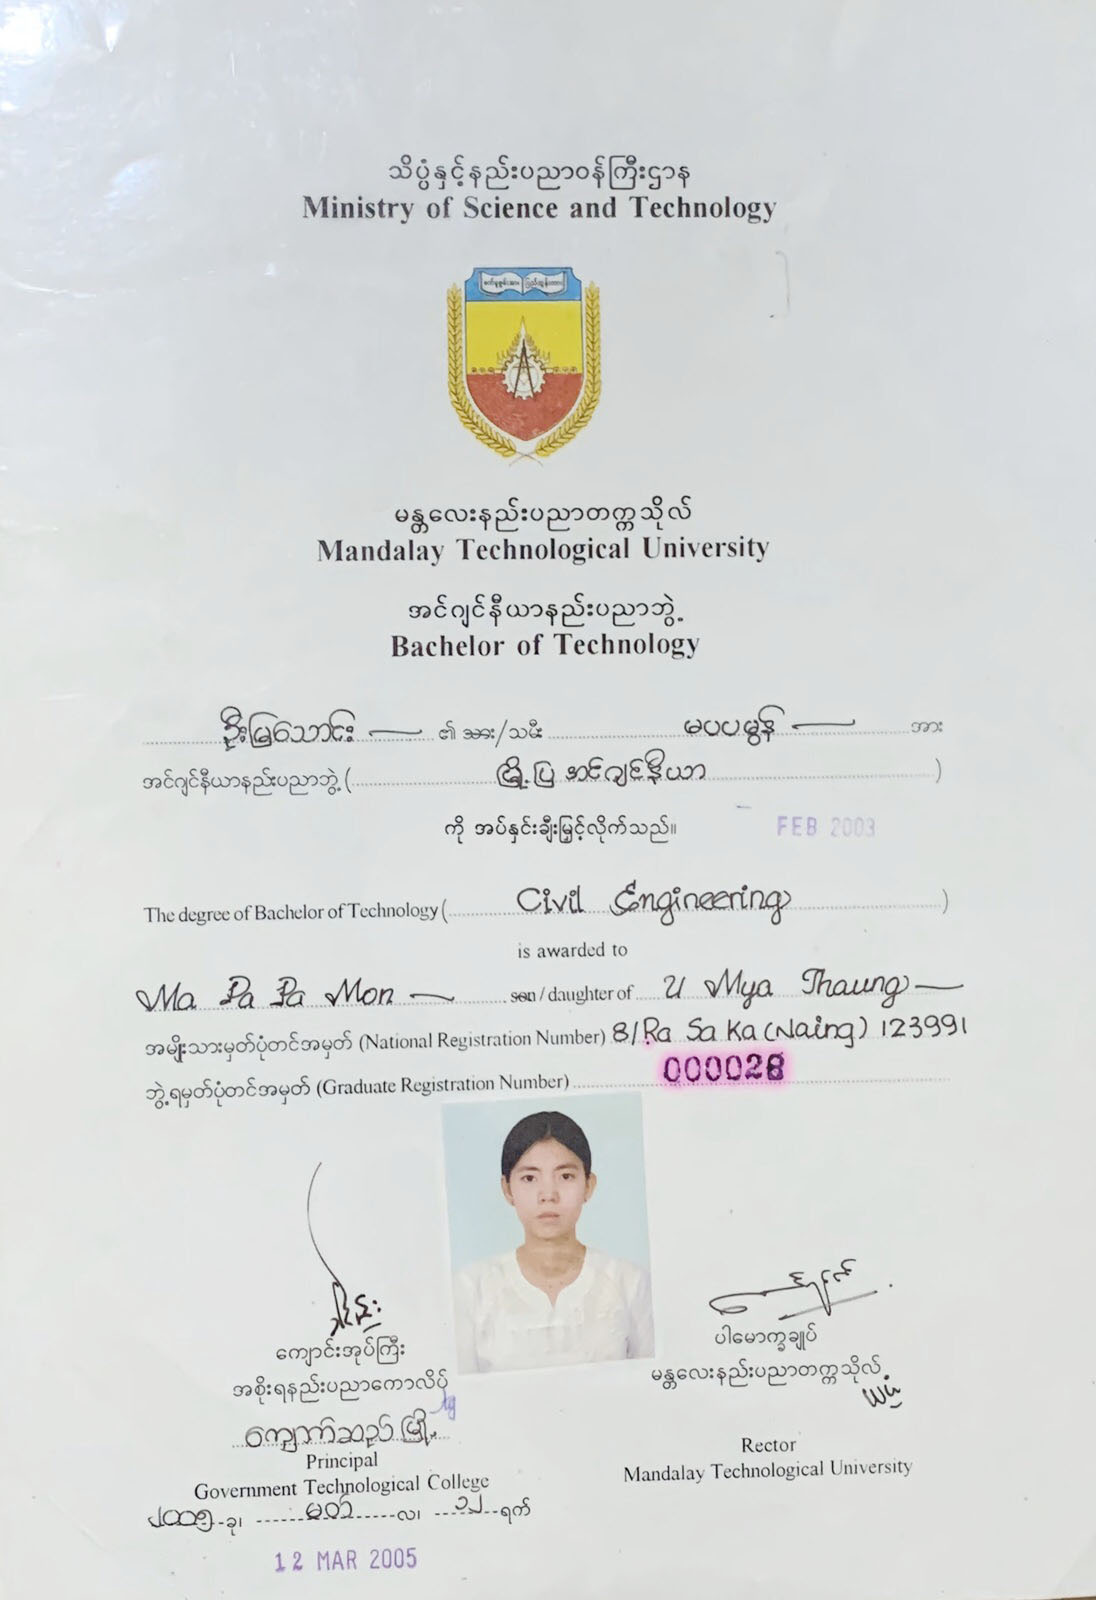 သိပ္ပံနှင့်နည်းပညာဝန်ကြီးဌာန
Ministry of Science and Technology
မန္တလေးနည်းပညာတက္ကသိုလ်
Mandalay Technological University
အင်ဂျင်နီယာနည်းပညာဘွဲ့
Bachelor of Technology
ဦးမြသောင်း ၏ သား/သမီး မပပမွန် အား
အင်ဂျင်နီယာနည်းပညာဘွဲ့ ( မြို့ပြအင်ဂျင်နီယာ )
ကို အပ်နှင်းချီးမြှင့်လိုက်သည်။ FEB 2003
The degree of Bachelor of Technology ( Civil Engineering )
is awarded to
Ma Pa Pa Mon son / daughter of U Mya Thaung
အမျိုးသားမှတ်ပုံတင်အမှတ် (National Registration Number) 8/Ra Sa Ka (Naing) 123991
ဘွဲ့ရမှတ်ပုံတင်အမှတ် (Graduate Registration Number) 000028
ကျောင်းအုပ်ကြီး
အစိုးရနည်းပညာကောလိပ်
ကျောက်ဆည်မြို့
Principal
Government Technological College
၂၀၀၅ ခု၊ မတ် လ၊ ၁၂ ရက်
12 MAR 2005
ပါမောက္ခချုပ်
မန္တလေးနည်းပညာတက္ကသိုလ်
Rector
Mandalay Technological University